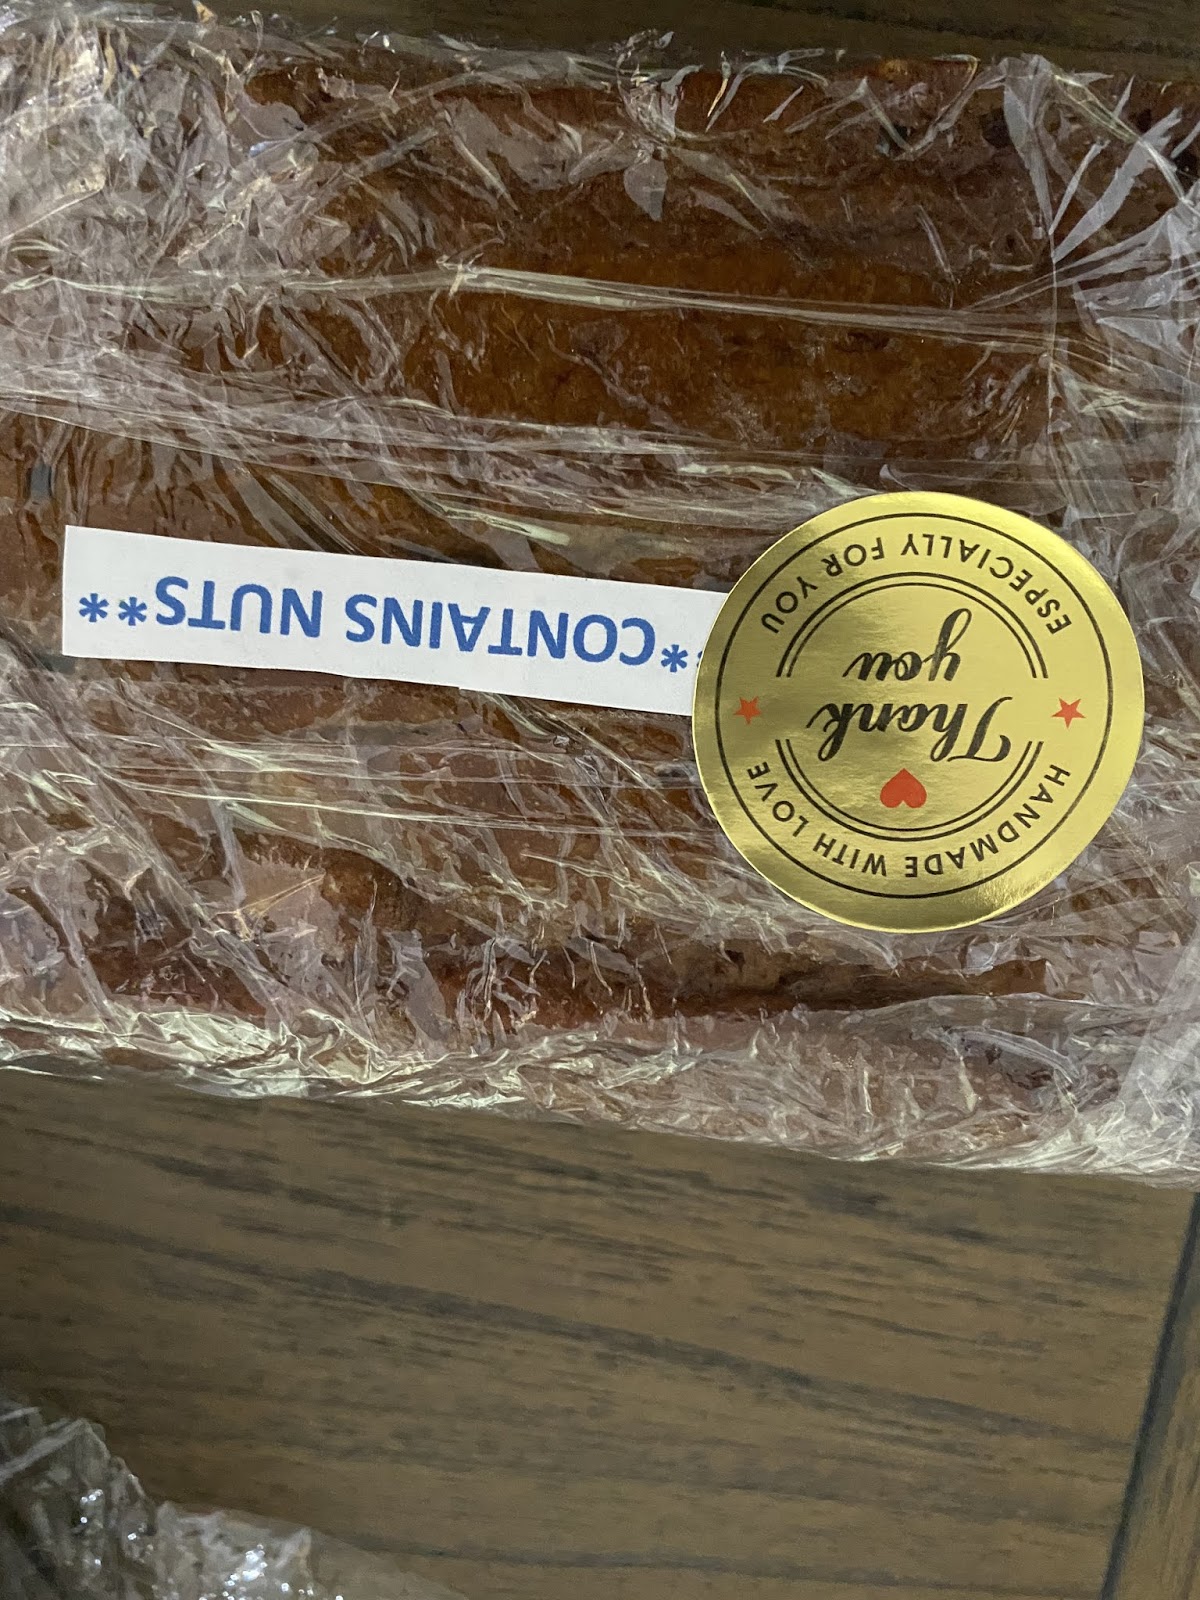 HANDMADE WITH LOVE
Thank
you
ESPECIALLY FOR YOU
**CONTAINS NUTS**